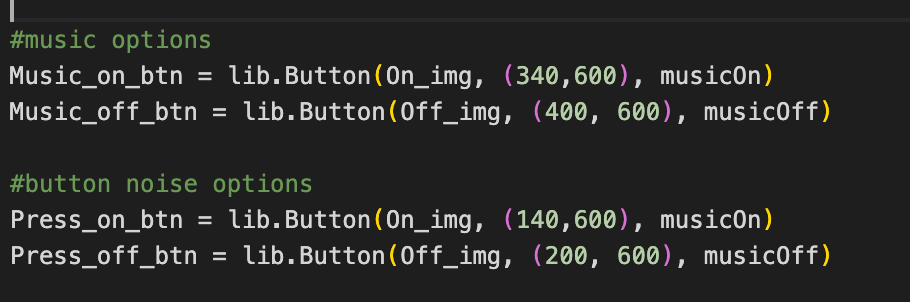 #music options
Music_on_btn = lib.Button(On_img, (340,600), musicOn)
Music_off_btn = lib.Button(Off_img, (400, 600), musicOff)
#button noise options
Press_on_btn = lib.Button(On_img, (140,600), musicOn)
Press_off_btn = lib.Button(Off_img, (200, 600), musicOff)